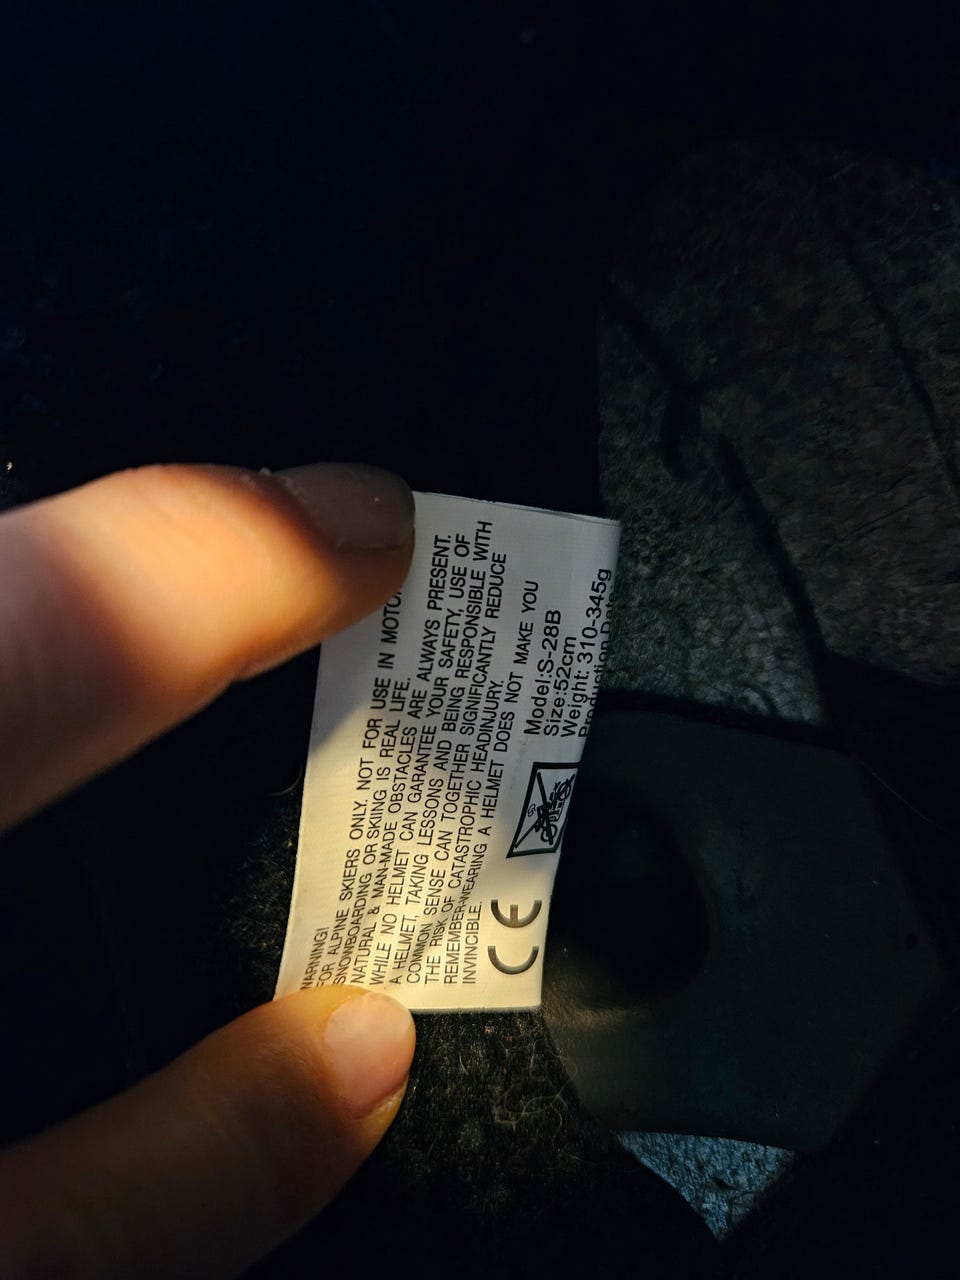 WARNING!
FOR ALPINE SKIERS ONLY. NOT FOR USE IN
SNOWBOARDING OR SKIING IS REAL LIFE.
NATURAL & MAN-MADE OBSTACLES ARE ALWAYS PRESENT.
WHILE NO HELMET CAN GARANTEE YOUR SAFETY, USE OF
A HELMET, TAKING LESSONS AND BEING RESPONSIBLE WITH
COMMON SENSE CAN TOGETHER SIGNIFICANTLY REDUCE
THE RISK OF CATASTROPHIC HEADINJURY.
REMEMBER-WEARING A HELMET DOES NOT MAKE YOU
INVINCIBLE.
CE
Model:S-28B
Size:52cm
Weight: 310-345g
Production Date: